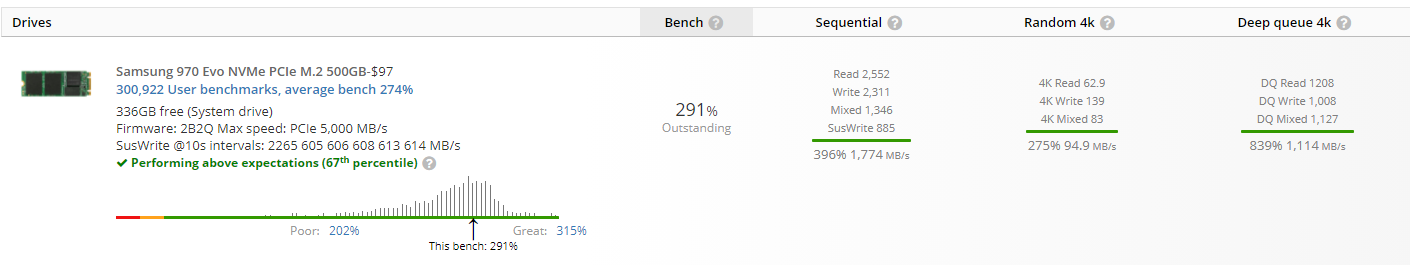 Drives
Bench ?
Sequential ?
Random 4k ?
Deep queue 4k ?
Samsung 970 Evo NVMe PCIe M.2 500GB-$97
300,922 User benchmarks, average bench 274%
336GB free (System drive)
Firmware: 2B2Q Max speed: PCIe 5,000 MB/s
SusWrite @10s intervals: 2265 605 606 608 613 614 MB/s
Performing above expectations (67th percentile) ?
Poor: 202%
Great: 315%
This bench: 291%
291%
Outstanding
Read 2,552
Write 2,311
Mixed 1,346
SusWrite 885
396% 1,774 MB/s
4K Read 62.9
4K Write 139
4K Mixed 83
275% 94.9 MB/s
DQ Read 1208
DQ Write 1,008
DQ Mixed 1,127
839% 1,114 MB/s